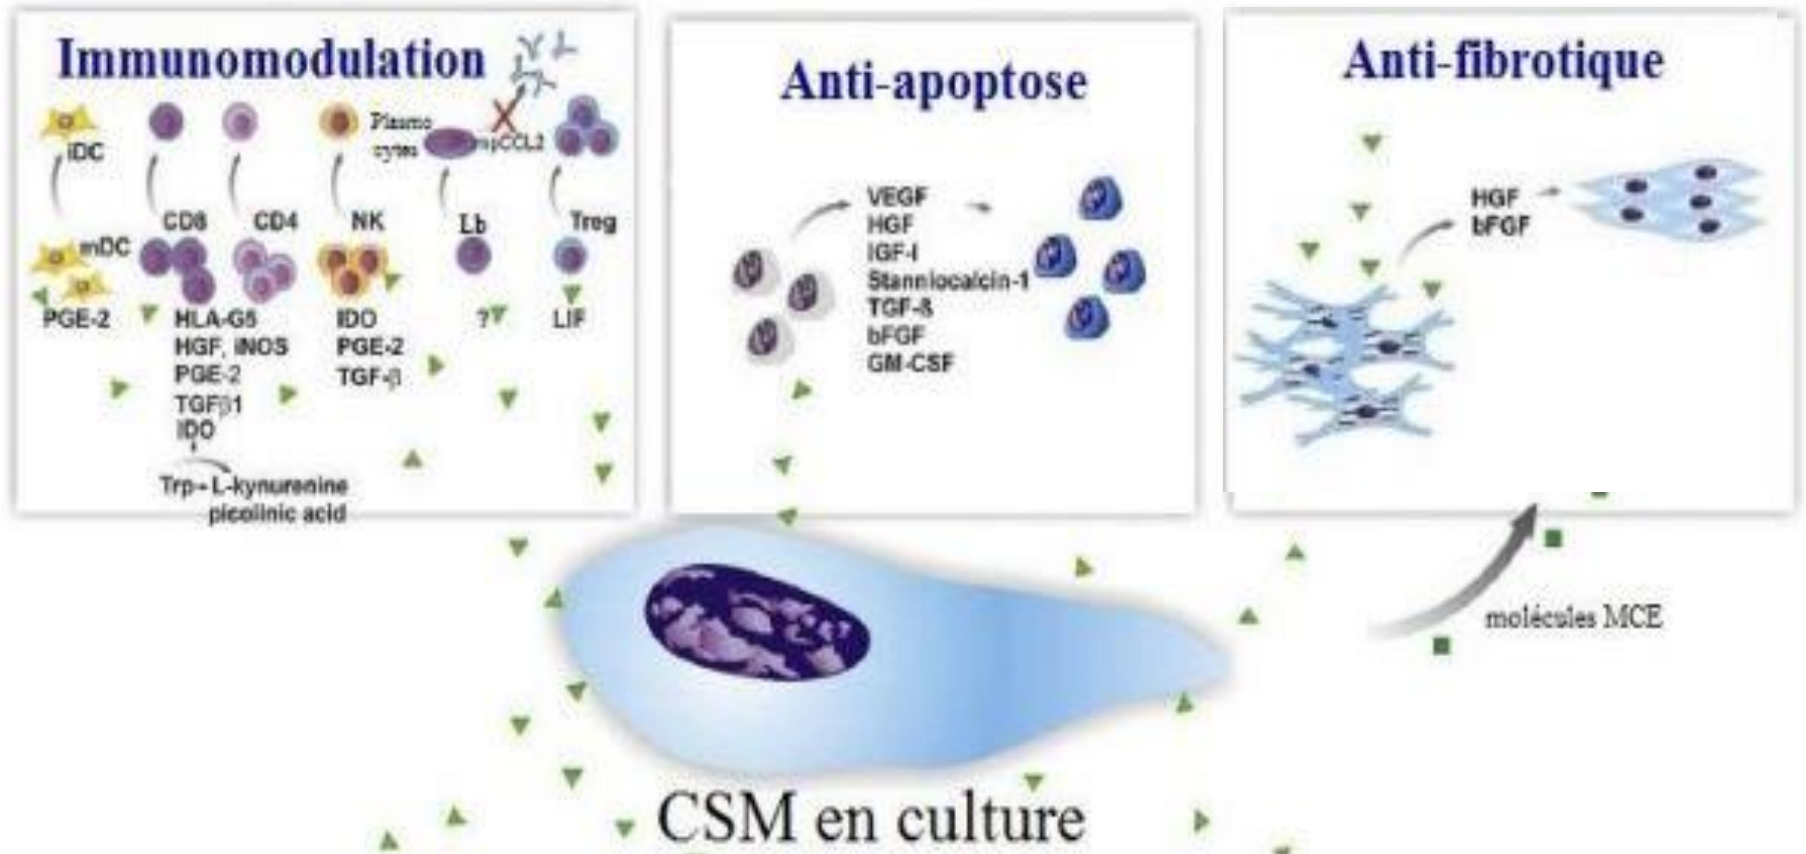 Immunomodulation
iDC
Plasmo
cytes
mpCCL2
CD8
CD4
NK
Lb
Treg
mDC
PGE-2
HLA-G5
HGF, iNOS
PGE-2
TGFβ1
IDO
Trp→L-kynurenine
picolinic acid
IDO
PGE-2
TGF-β
?
LIF
Anti-apoptose
VEGF
HGF
IGF-I
Stanniocalcin-1
TGF-ß
bFGF
GM-CSF
Anti-fibrotique
HGF
bFGF
molécules MCE
CSM en culture